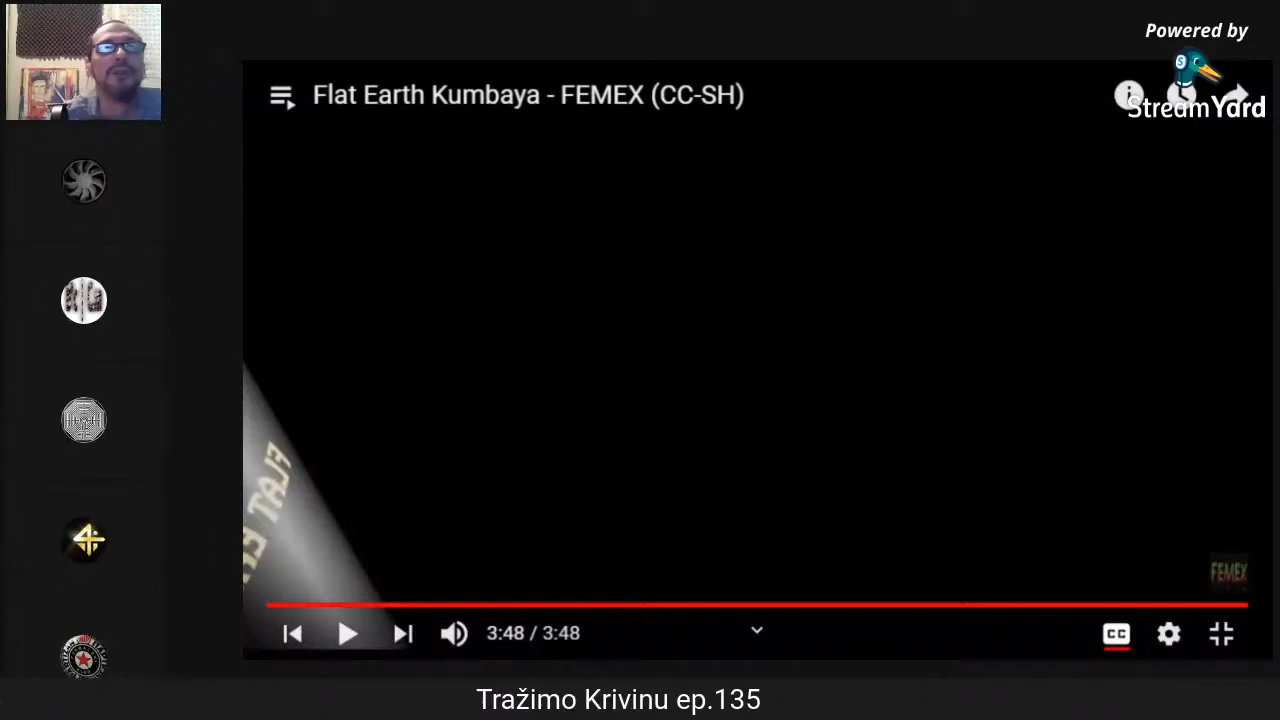 Powered by
StreamYard
Flat Earth Kumbaya - FEMEX (CC-SH)
FLAT
FEMEX
3:48 / 3:48
CC
Tražimo Krivinu ep.135